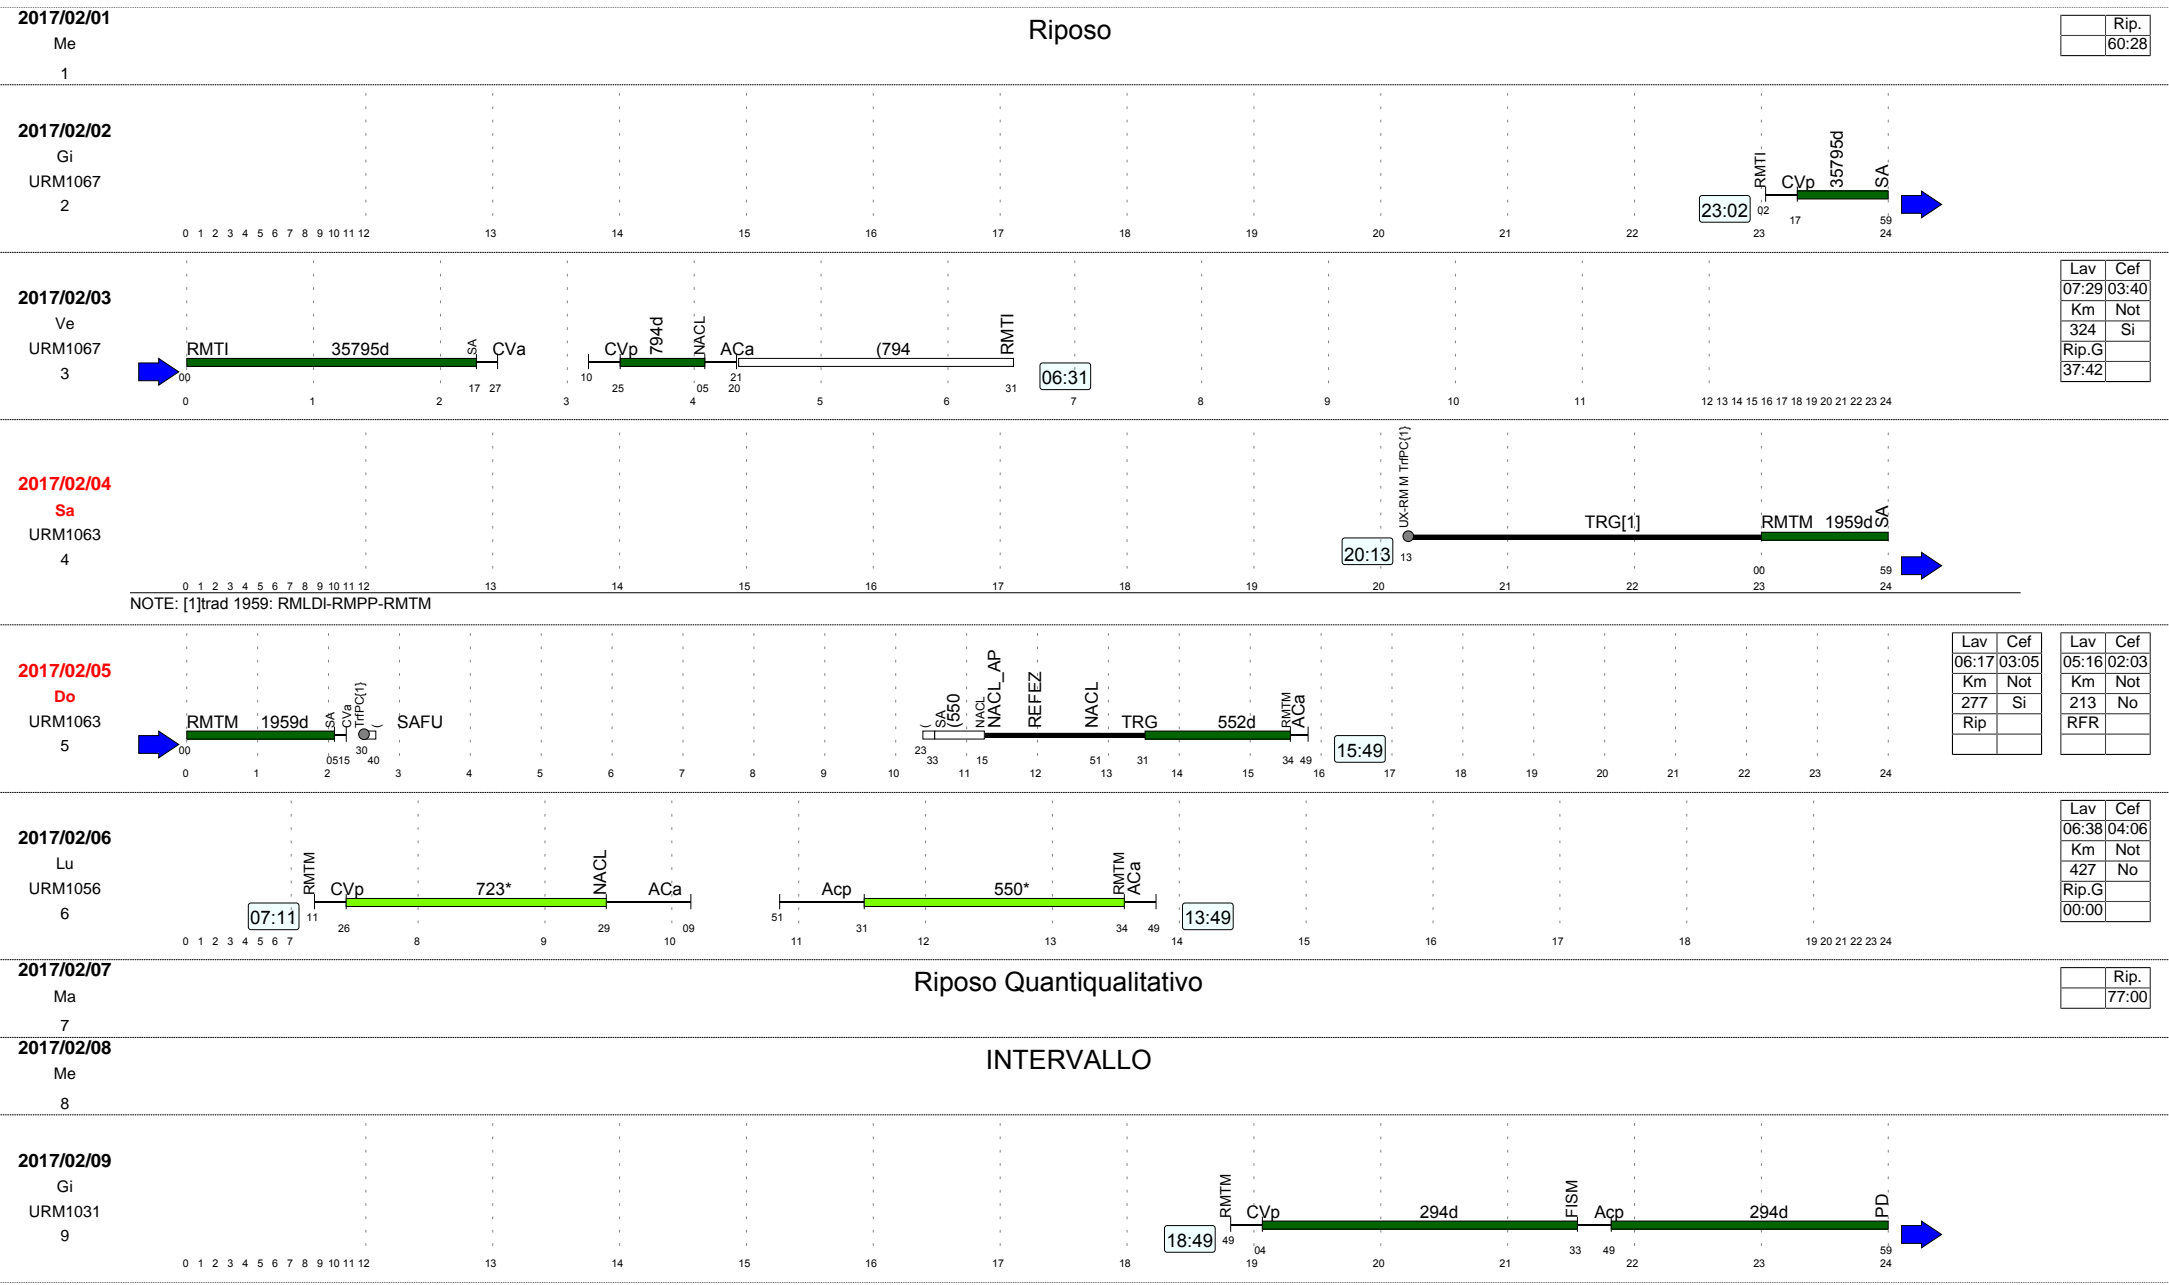 2017/02/01
Me
1
Riposo
Rip.
60:28
2017/02/02
Gi
URM1067
2
23:02
RMTI
02
CVp
17
35795d
SA
59
0 1 2 3 4 5 6 7 8 9 10 11 12 13 14 15 16 17 18 19 20 21 22 23 24
2017/02/03
Ve
URM1067
3
00
RMTI
35795d
SA
17
27
CVa
10
CVp
25
794d
NACL
05
ACa
20
21
(794
RMTI
31
06:31
0 1 2 3 4 5 6 7 8 9 10 11 12 13 14 15 16 17 18 19 20 21 22 23 24
Lav Cef
07:29 03:40
Km Not
324 Si
Rip.G
37:42
2017/02/04
Sa
URM1063
4
20:13
UX-RM M TrfPC{1}
13
TRG[1]
RMTM
00
1959d
SA
59
0 1 2 3 4 5 6 7 8 9 10 11 12 13 14 15 16 17 18 19 20 21 22 23 24
NOTE: [1]trad 1959: RMLDI-RMPP-RMTM
2017/02/05
Do
URM1063
5
00
RMTM
1959d
SA
05
CVa
15
TrfPC{1}
30
(
40
SAFU
(
23
SA
33
(550
NACL
15
NACL_AP
REFEZ
NACL
51
TRG
31
552d
RMTM
34
ACa
49
15:49
0 1 2 3 4 5 6 7 8 9 10 11 12 13 14 15 16 17 18 19 20 21 22 23 24
Lav Cef
06:17 03:05
Km Not
277 Si
Rip
Lav Cef
05:16 02:03
Km Not
213 No
RFR
2017/02/06
Lu
URM1056
6
07:11
RMTM
11
CVp
26
723*
NACL
29
ACa
09
51
Acp
31
550*
RMTM
34
ACa
49
13:49
0 1 2 3 4 5 6 7 8 9 10 11 12 13 14 15 16 17 18 19 20 21 22 23 24
Lav Cef
06:38 04:06
Km Not
427 No
Rip.G
00:00
2017/02/07
Ma
7
Riposo Quantiqualitativo
Rip.
77:00
2017/02/08
Me
8
INTERVALLO
2017/02/09
Gi
URM1031
9
18:49
RMTM
49
CVp
04
294d
FISM
33
Acp
49
294d
PD
59
0 1 2 3 4 5 6 7 8 9 10 11 12 13 14 15 16 17 18 19 20 21 22 23 24